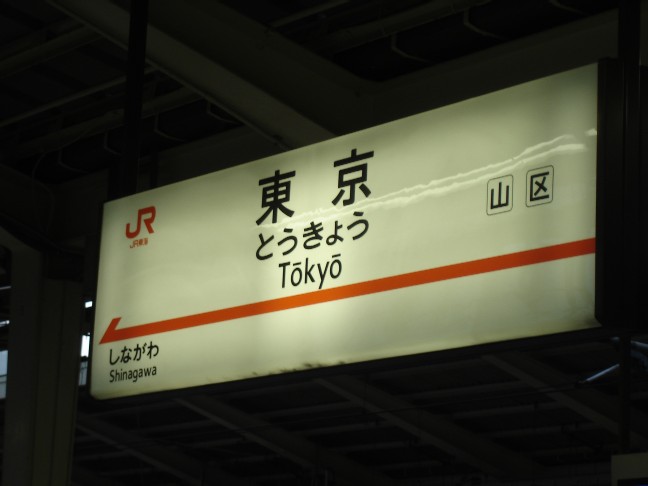 JR
JR東海
東京
とうきょう
Tōkyō
山 区
しながわ
Shinagawa